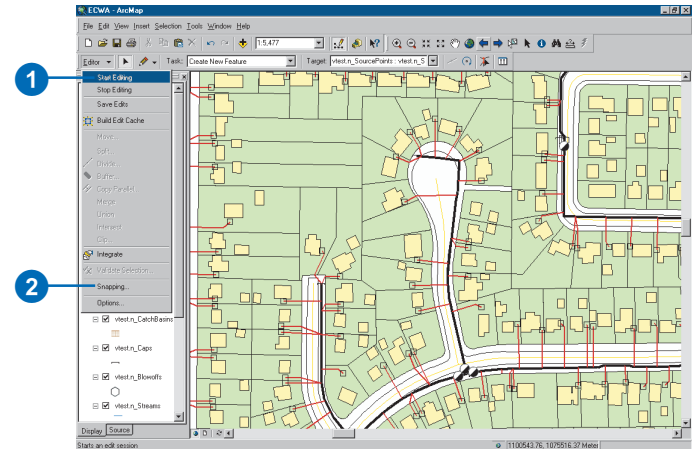 ECWA - ArcMap
File Edit View Insert Selection Tools Window Help
1:5,477
Editor Task: Create New Feature Target: vtest.n_SourcePoints : vtest.n_S
1
Start Editing
Stop Editing
Save Edits
Build Edit Cache
Move...
Split...
Divide...
Buffer...
Copy Parallel...
Merge
Union
Intersect
Clip...
Integrate
Validate Selection...
2
Snapping...
Options...
vtest.n_CatchBasins
vtest.n_Caps
vtest.n_Blowoffs
vtest.n_Streams
Display Source
Starts an edit session
1100543.76, 1075516.37 Meter